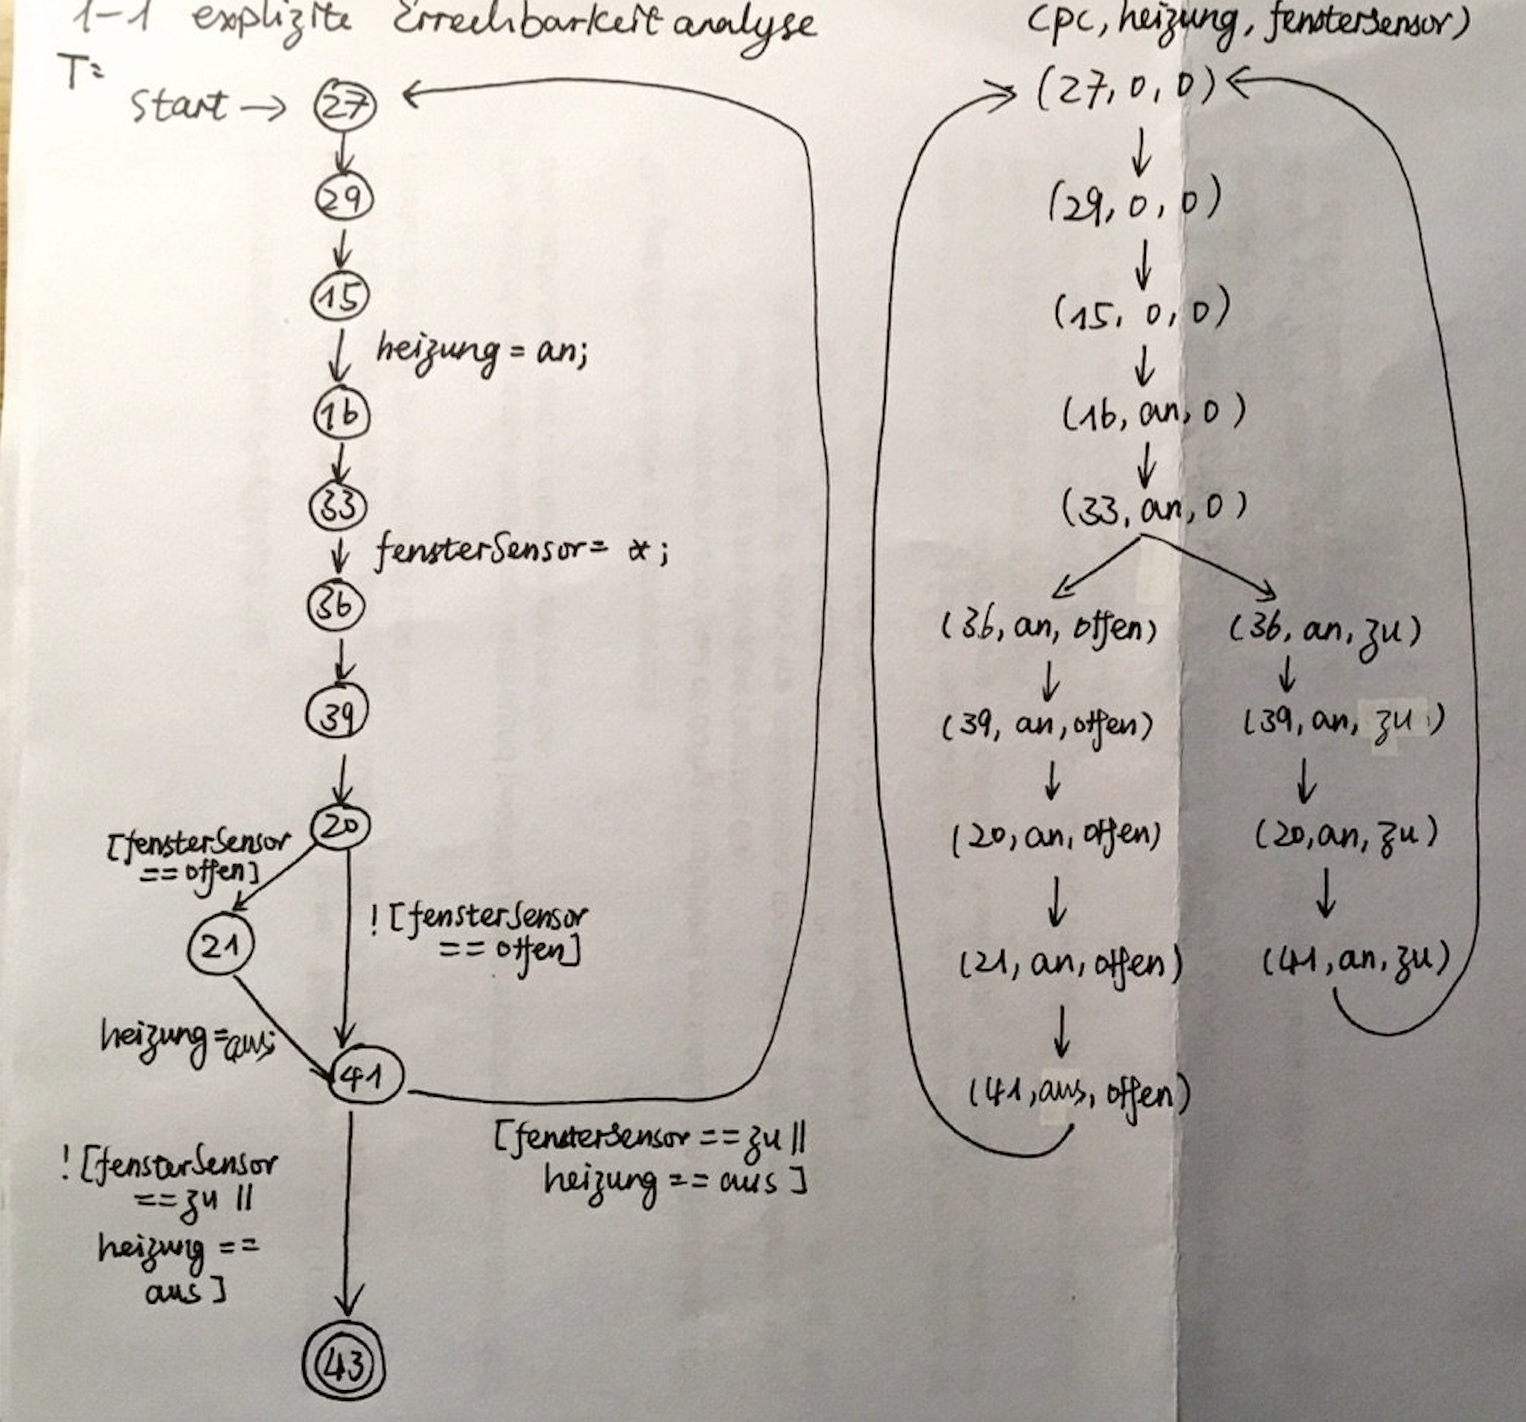 1-1 explizite Erreichbarkeit analyse
T:
Start →
27
29
15
heizung = an;
16
33
fensterSensor = *;
36
39
20
[fensterSensor
== offen]
! [fensterSensor
== offen]
21
heizung = aus;
41
[fensterSensor == zu ||
heizung == aus ]
! [fensterSensor
== zu ||
heizung ==
aus ]
43
(pc, heizung, fenstersensor)
(27, 0, 0)
(29, 0, 0)
(15, 0, 0)
(16, an, 0)
(33, an, 0)
(36, an, offen) (36, an, zu)
(39, an, offen) (39, an, zu)
(20, an, offen) (20, an, zu)
(21, an, offen) (41, an, zu)
(41, aus, offen)